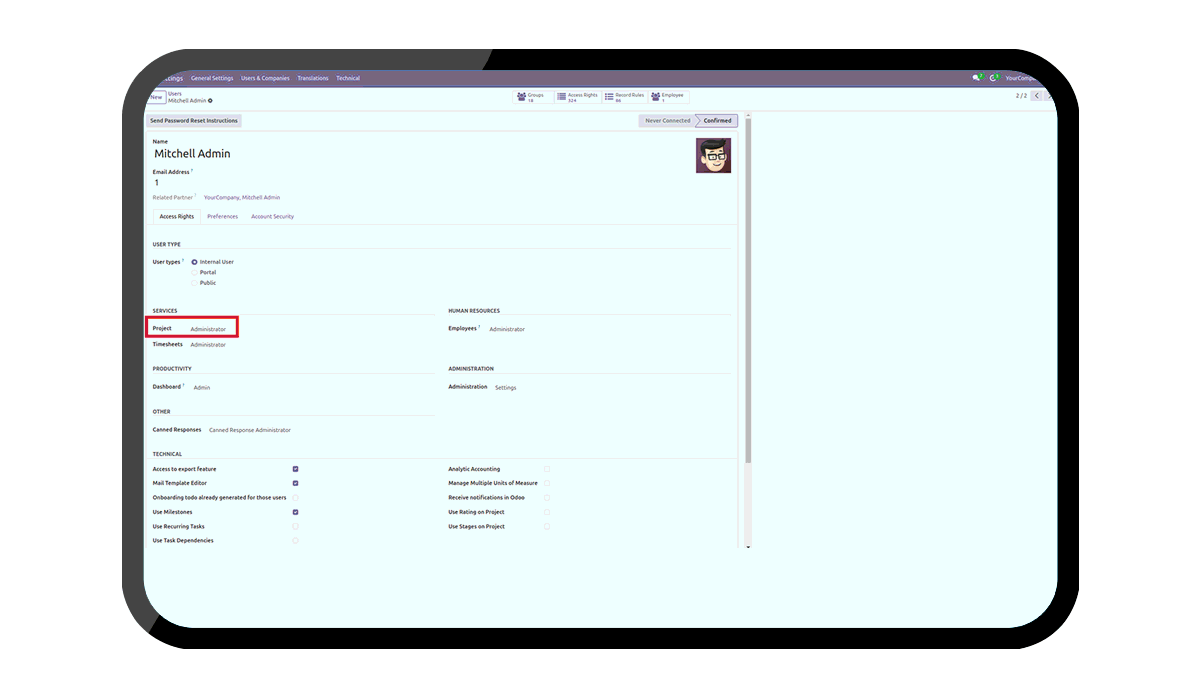 ttings General Settings Users & Companies Translations Technical 2 YourComp
New Users Mitchell Admin
Groups 18 Access Rights 324 Record Rules 86 Employee 1 2 / 2
Send Password Reset Instructions Never Connected Confirmed
Name
Mitchell Admin
Email Address ?
1
Related Partner ? YourCompany, Mitchell Admin
Access Rights Preferences Account Security
USER TYPE
User types ? Internal User
Portal
Public
SERVICES HUMAN RESOURCES
Project Administrator Employees ? Administrator
Timesheets Administrator
PRODUCTIVITY ADMINISTRATION
Dashboard ? Admin Administration Settings
OTHER
Canned Responses Canned Response Administrator
TECHNICAL
Access to export feature Analytic Accounting
Mail Template Editor Manage Multiple Units of Measure
Onboarding todo already generated for those users Receive notifications in Odoo
Use Milestones Use Rating on Project
Use Recurring Tasks Use Stages on Project
Use Task Dependencies